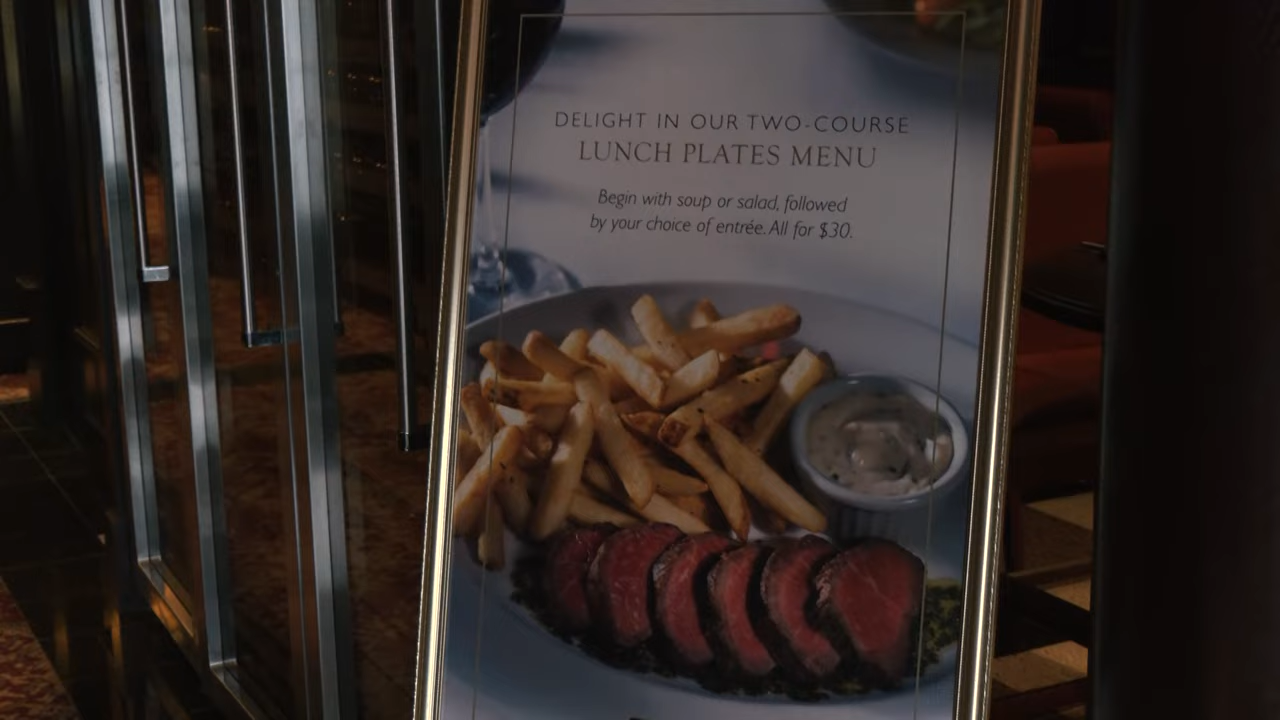 DELIGHT IN OUR TWO-COURSE
LUNCH PLATES MENU
Begin with soup or salad, followed
by your choice of entrée. All for $30.